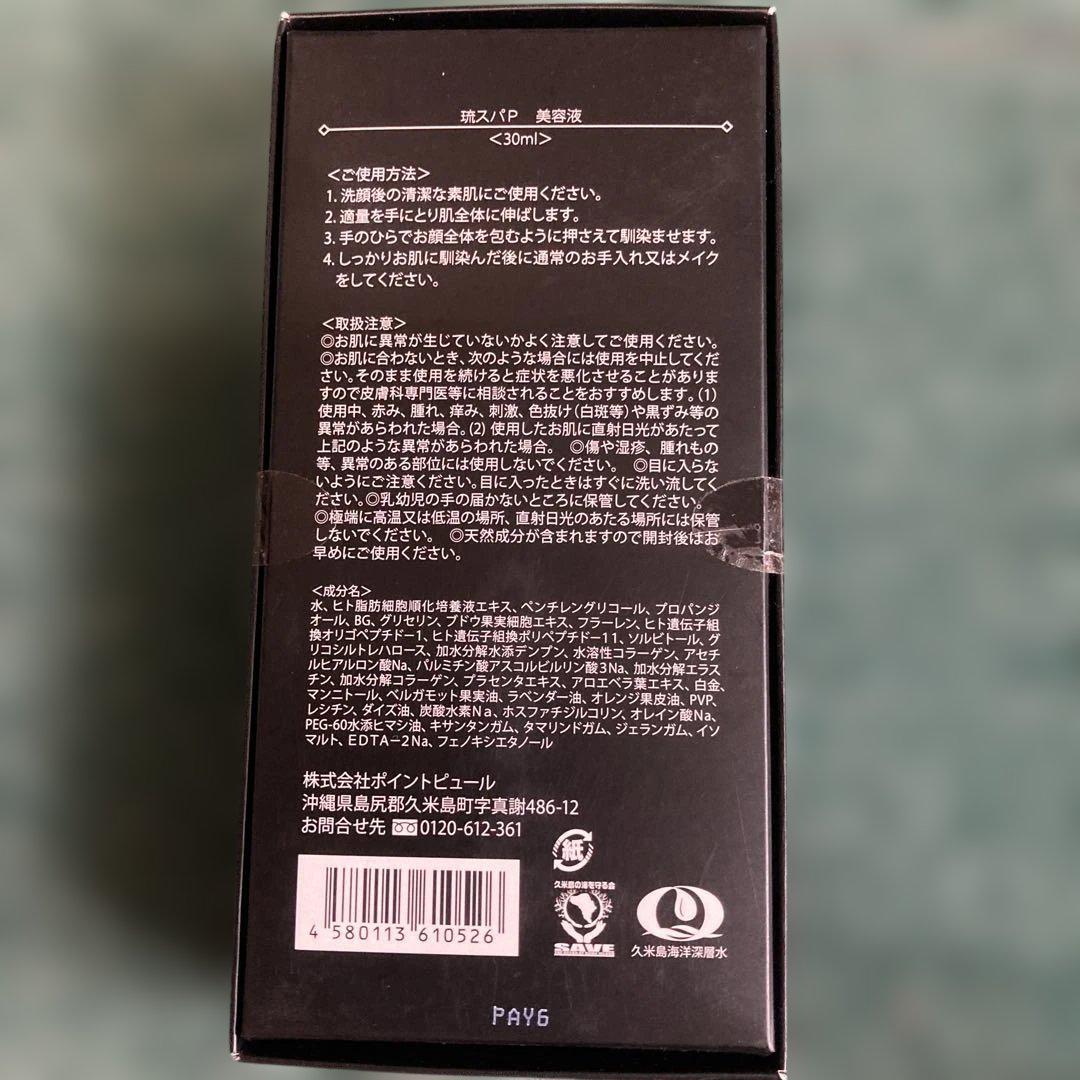 琉スパP　美容液
<30ml>
<ご使用方法>
1. 洗顔後の清潔な素肌にご使用ください。
2. 適量を手にとり肌全体に伸ばします。
3. 手のひらでお顔全体を包むように押さえて馴染ませます。
4. しっかりお肌に馴染んだ後に通常のお手入れ又はメイク
をしてください。
<取扱注意>
◎お肌に異常が生じていないかよく注意してご使用ください。
◎お肌に合わないとき、次のような場合には使用を中止してくだ
さい。そのまま使用を続けると症状を悪化させることがありま
すので皮膚科専門医等に相談されることをおすすめします。(1)
使用中、赤み、腫れ、痒み、刺激、色抜け(白斑等)や黒ずみ等の
異常があらわれた場合。(2) 使用したお肌に直射日光があたって
上記のような異常があらわれた場合。　◎傷や湿疹、腫れもの
等、異常のある部位には使用しないでください。　◎目に入らな
いようにご注意ください。目に入ったときはすぐに洗い流してく
ださい。◎乳幼児の手の届かないところに保管してください。
◎極端に高温又は低温の場所、直射日光のあたる場所には保管
しないでください。　◎天然成分が含まれますので開封後はお
早めにご使用ください。
<成分名>
水、ヒト脂肪細胞順化培養液エキス、ペンチレングリコール、プロパンジ
オール、BG、グリセリン、ブドウ果実細胞エキス、フラーレン、ヒト遺伝子組
換オリゴペプチド－1、ヒト遺伝子組換ポリペプチド－11、ソルビトール、グ
リコシルトレハロース、加水分解水添デンプン、水溶性コラーゲン、アセチ
ルヒアルロン酸Na、パルミチン酸アスコルビルリン酸3Na、加水分解エラス
チン、加水分解コラーゲン、プラセンタエキス、アロエベラ葉エキス、白金、
マンニトール、ベルガモット果実油、ラベンダー油、オレンジ果皮油、PVP、
レシチン、ダイズ油、炭酸水素Ｎa、ホスファチジルコリン、オレイン酸Na、
PEG-60水添ヒマシ油、キサンタンガム、タマリンドガム、ジェランガム、イソ
マルト、ＥＤＴＡ－２Ｎa、フェノキシエタノール
株式会社ポイントピュール
沖縄県島尻郡久米島町字真謝486-12
お問合せ先 0120-612-361
紙
久米島の海を守る会
SAVE
久米島海洋深層水
4 580113 610526
PAY6